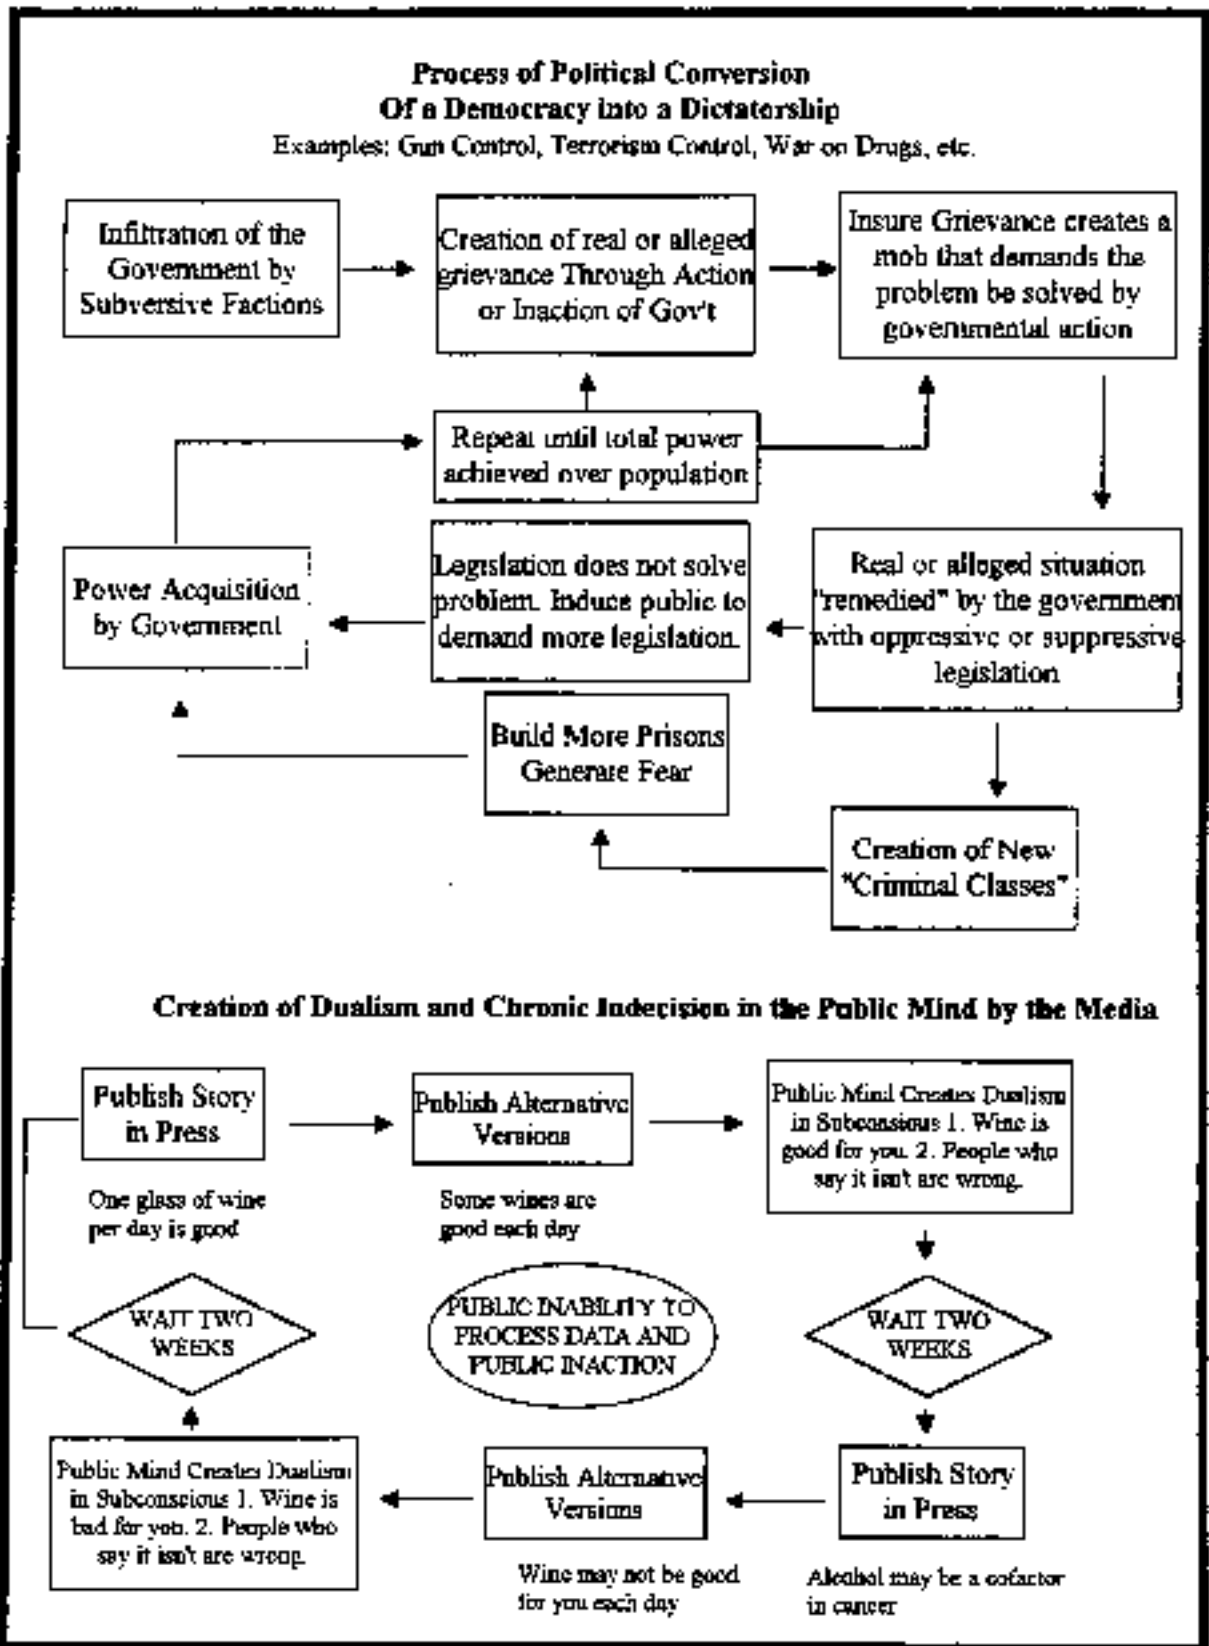 Process of Political Conversion
Of a Democracy into a Dictatorship
Examples: Gun Control, Terrorism Control, War on Drugs, etc.
Infiltration of the
Government by
Subversive Factions
Creation of real or alleged
grievance Through Action
or Inaction of Gov't
Insure Grievance creates a
mob that demands the
problem be solved by
governmental action
Repeat until total power
achieved over population
Power Acquisition
by Government
Legislation does not solve
problem. Induce public to
demand more legislation.
Real or alleged situation
"remedied" by the government
with oppressive or suppressive
legislation
Build More Prisons
Generate Fear
Creation of New
"Criminal Classes"
Creation of Dualism and Chronic Indecision in the Public Mind by the Media
Publish Story
in Press
Publish Alternative
Versions
Public Mind Creates Dualism
in Subconsious 1. Wine is
good for you. 2. People who
say it isn't are wrong.
One glass of wine
per day is good
Some wines are
good each day
WAIT TWO
WEEKS
PUBLIC INABILITY TO
PROCESS DATA AND
PUBLIC INACTION
WAIT TWO
WEEKS
Public Mind Creates Dualism
in Subconscious 1. Wine is
bad for you. 2. People who
say it isn't are wrong.
Publish Alternative
Versions
Publish Story
in Press
Wine may not be good
for you each day
Alcohol may be a cofactor
in cancer